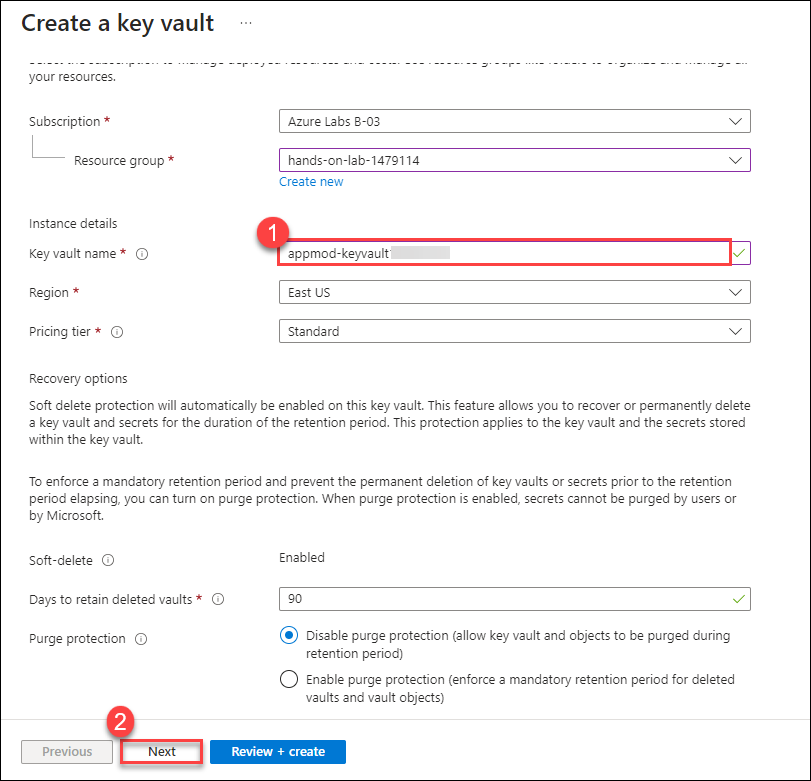 Create a key vault ...
your resources.
Subscription *
Azure Labs B-03
Resource group *
hands-on-lab-1479114
Create new
Instance details
1
Key vault name *
appmod-keyvault
Region *
East US
Pricing tier *
Standard
Recovery options
Soft delete protection will automatically be enabled on this key vault. This feature allows you to recover or permanently delete
a key vault and secrets for the duration of the retention period. This protection applies to the key vault and the secrets stored
within the key vault.
To enforce a mandatory retention period and prevent the permanent deletion of key vaults or secrets prior to the retention
period elapsing, you can turn on purge protection. When purge protection is enabled, secrets cannot be purged by users or
by Microsoft.
Soft-delete
Enabled
Days to retain deleted vaults *
90
Purge protection
Disable purge protection (allow key vault and objects to be purged during
retention period)
Enable purge protection (enforce a mandatory retention period for deleted
vaults and vault objects)
2
Previous
Next
Review + create